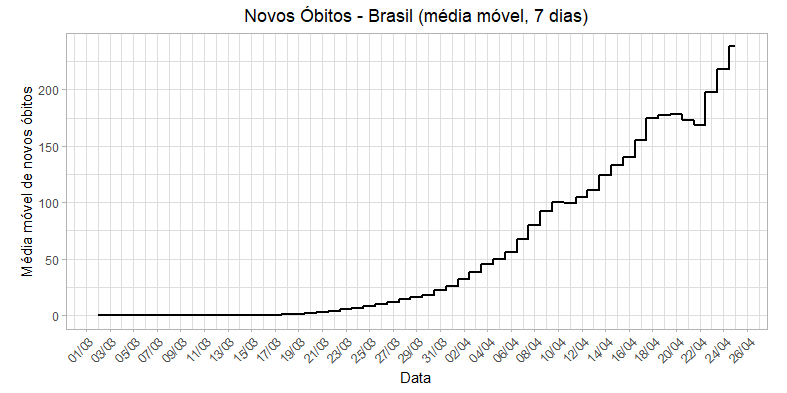 Novos Óbitos - Brasil (média móvel, 7 dias)
Média móvel de novos óbitos
200
150
100
50
0
01/03 03/03 05/03 07/03 09/03 11/03 13/03 15/03 17/03 19/03 21/03 23/03 25/03 27/03 29/03 31/03 02/04 04/04 06/04 08/04 10/04 12/04 14/04 16/04 18/04 20/04 22/04 24/04 26/04
Data